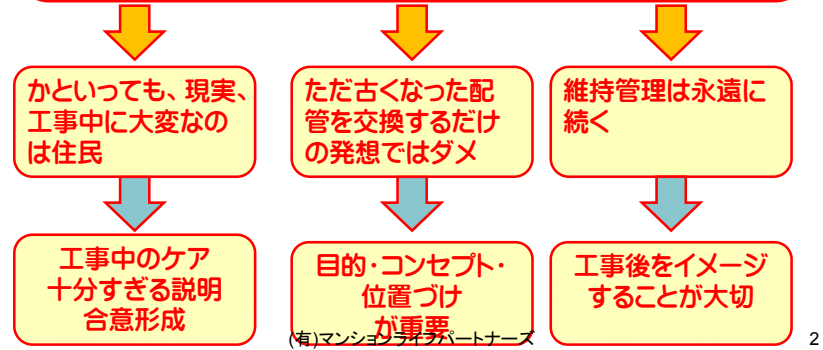 かといっても、現実、
工事中に大変なの
は住民
ただ古くなった配
管を交換するだけ
の発想ではダメ
維持管理は永遠に
続く
工事中のケア
十分すぎる説明
合意形成
目的・コンセプト・
位置づけ
が重要
工事後をイメージ
することが大切
(有)マンションライフパートナーズ
2